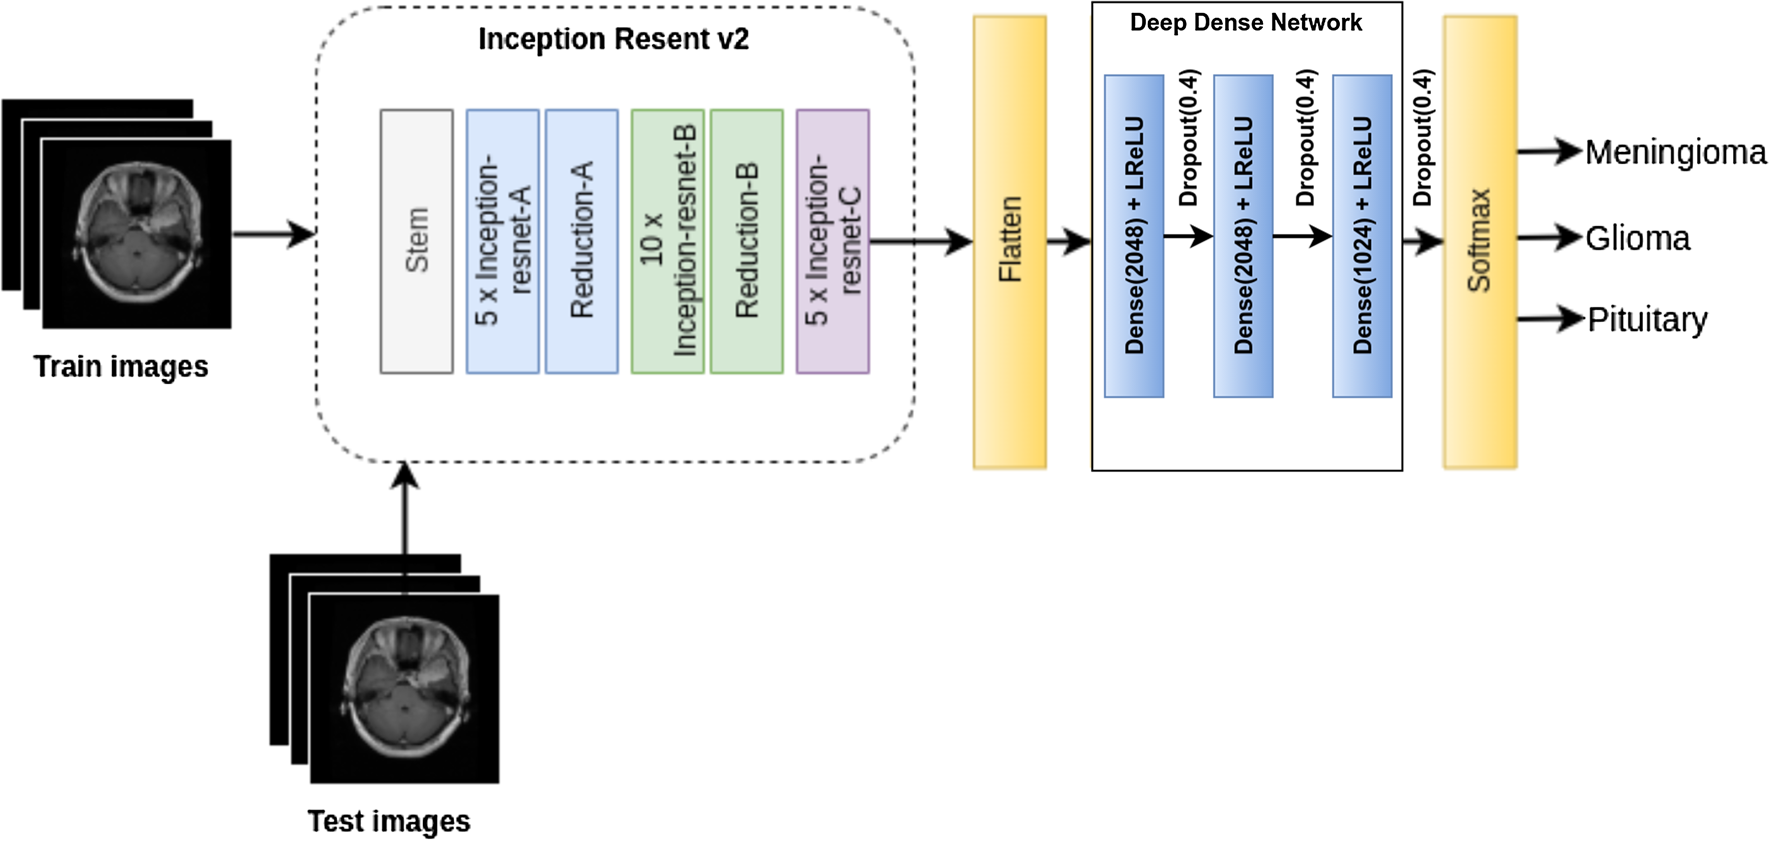 Inception Resent v2
Train images
Stem
5 x Inception-
resnet-A
Reduction-A
10 x
Inception-resnet-B
Reduction-B
5 x Inception-
resnet-C
Flatten
Deep Dense Network
Dense(2048) + LReLU
Dropout(0.4)
Dense(2048) + LReLU
Dropout(0.4)
Dense(1024) + LReLU
Dropout(0.4)
Softmax
Meningioma
Glioma
Pituitary
Test images